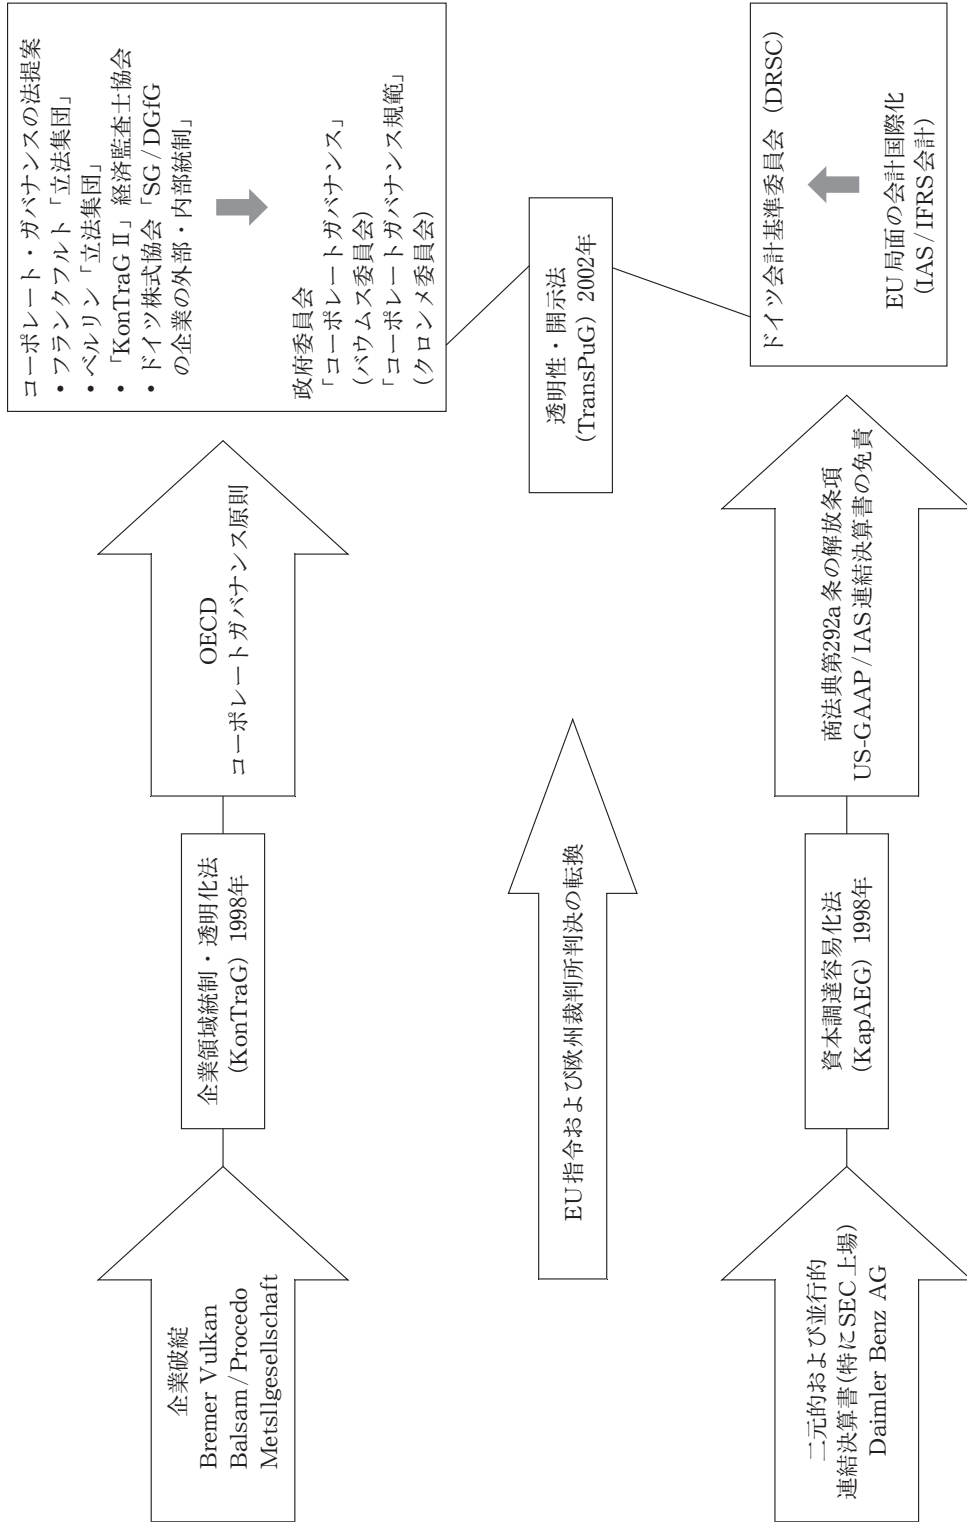 企業破綻
Bremer Vulkan
Balsam/Procedo
Metsllgesellschaft
企業領域統制・透明化法
(KonTraG) 1998年
OECD
コーポレートガバナンス原則
コーポレート・ガバナンスの法提案
・フランクフルト「立法集団」
・ベルリン「立法集団」
・「KonTraG Ⅱ」経済監査士協会
・ドイツ株式協会「SG/DGfG
の企業の外部・内部統制」
政府委員会
「コーポレートガバナンス」
(バウムス委員会)
「コーポレートガバナンス規範」
(クロンメ委員会)
EU指令および欧州裁判所判決の転換
透明性・開示法
(TransPuG) 2002年
二元的および並行的
連結決算書(特にSEC上場)
Daimler Benz AG
資本調達容易化法
(KapAEG) 1998年
商法典第292a条の解放条項
US-GAAP/IAS連結決算書の免責
ドイツ会計基準委員会 (DRSC)
EU局面の会計国際化
(IAS/IFRS会計)